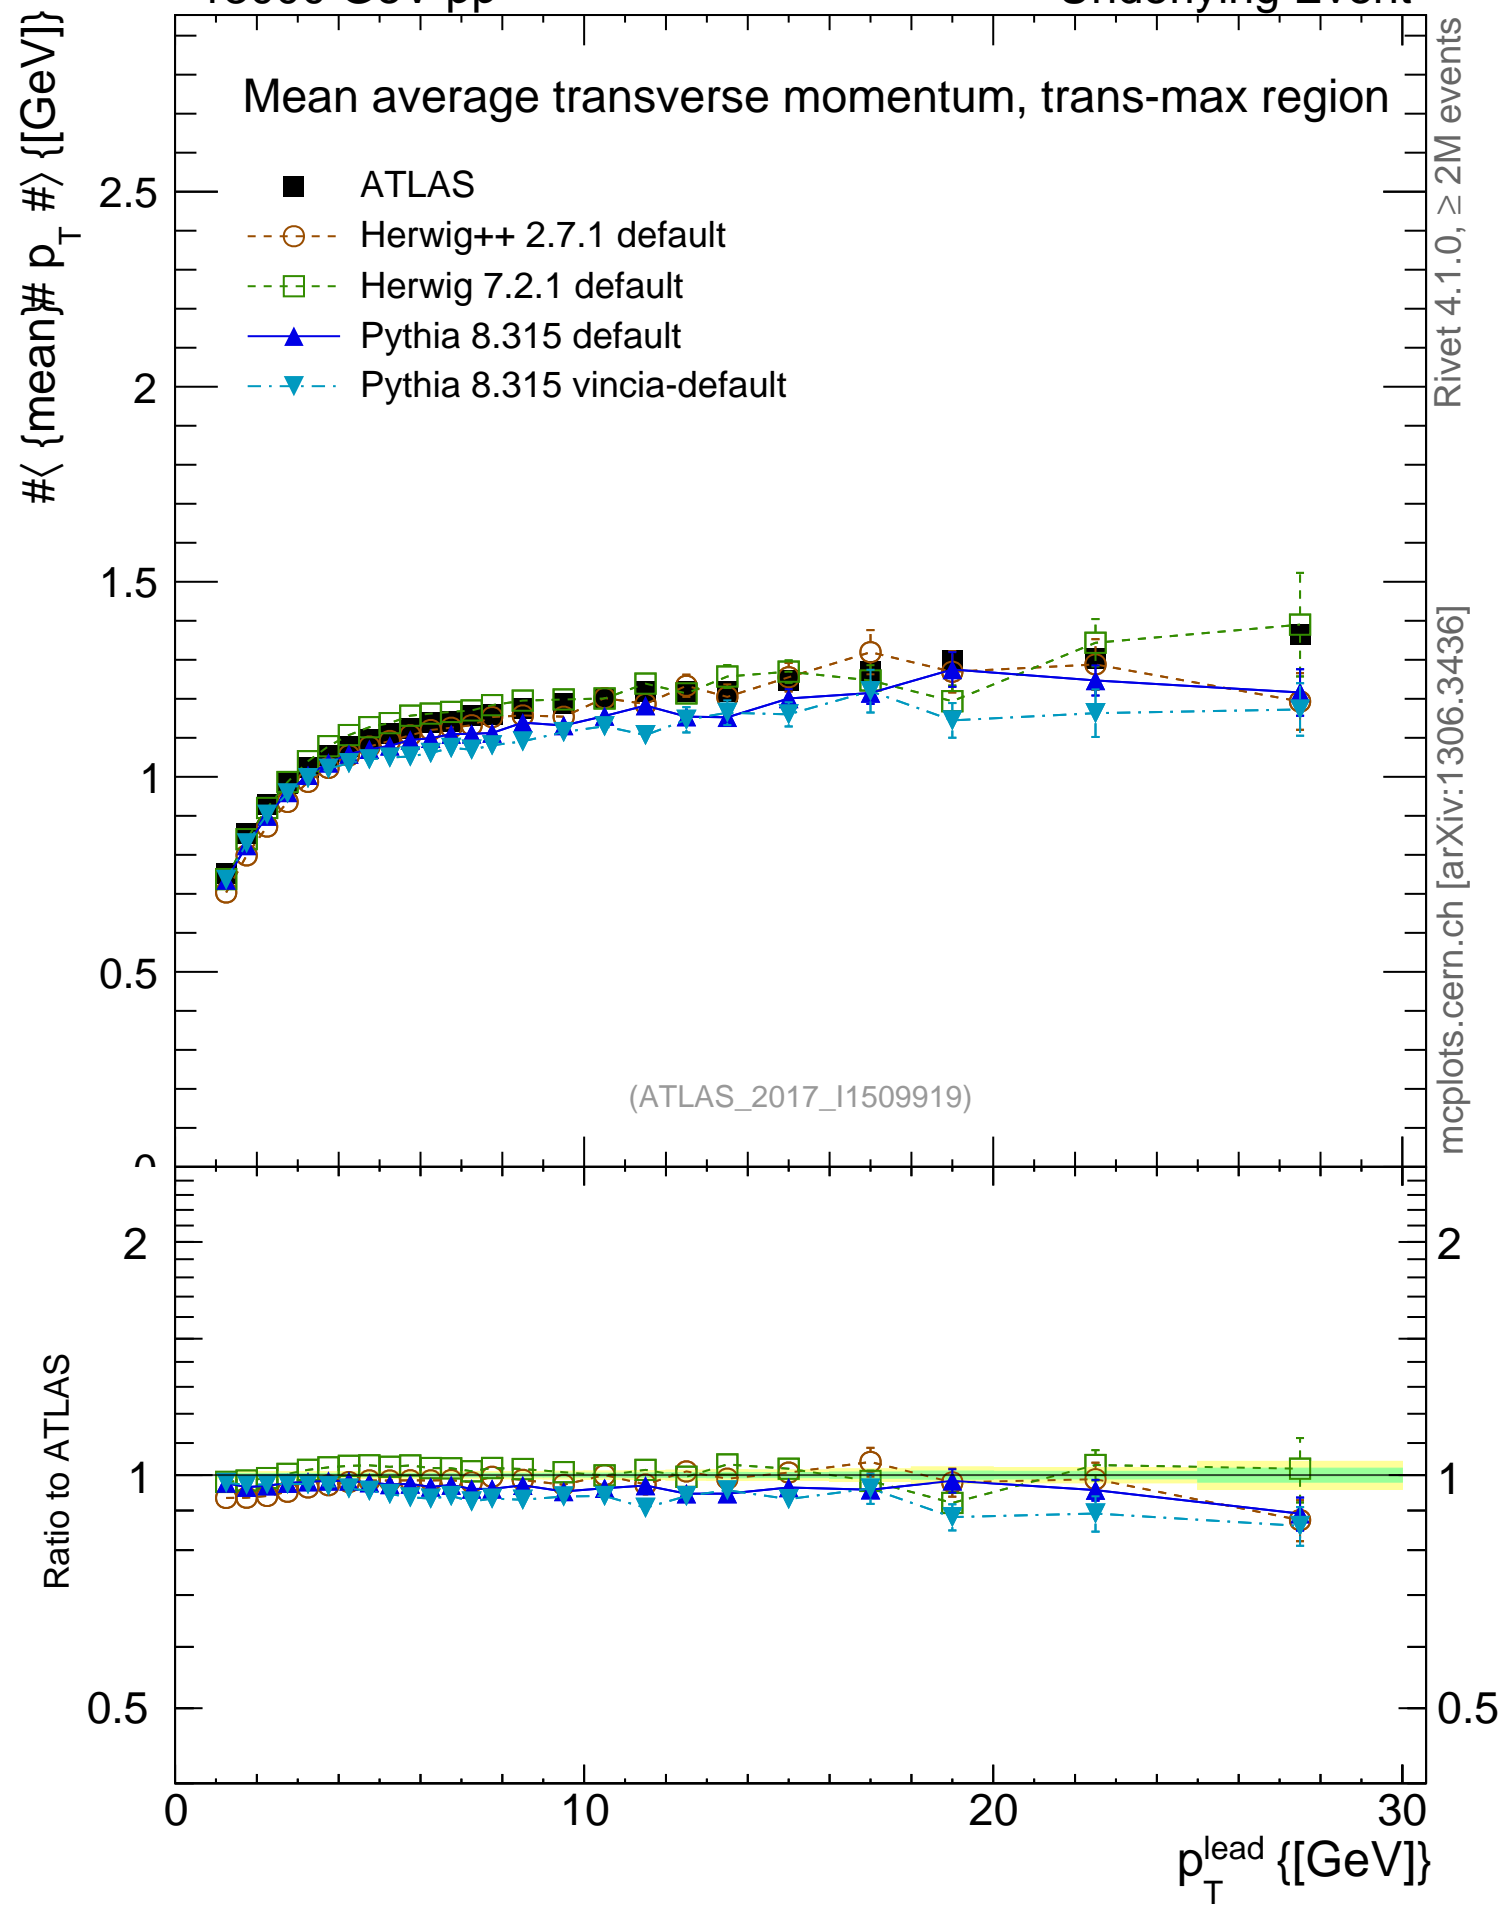 Mean average transverse momentum, trans-max region
ATLAS
Herwig++ 2.7.1 default
Herwig 7.2.1 default
Pythia 8.315 default
Pythia 8.315 vincia-default
#⟨ {mean}# p_T #⟩ {[GeV]}
2.5
2
1.5
1
0.5
0
(ATLAS_2017_I1509919)
Rivet 4.1.0, ≥ 2M events
mcplots.cern.ch [arXiv:1306.3436]
Ratio to ATLAS
2
1
0.5
2
1
0.5
0
10
20
30
p_T^lead {[GeV]}